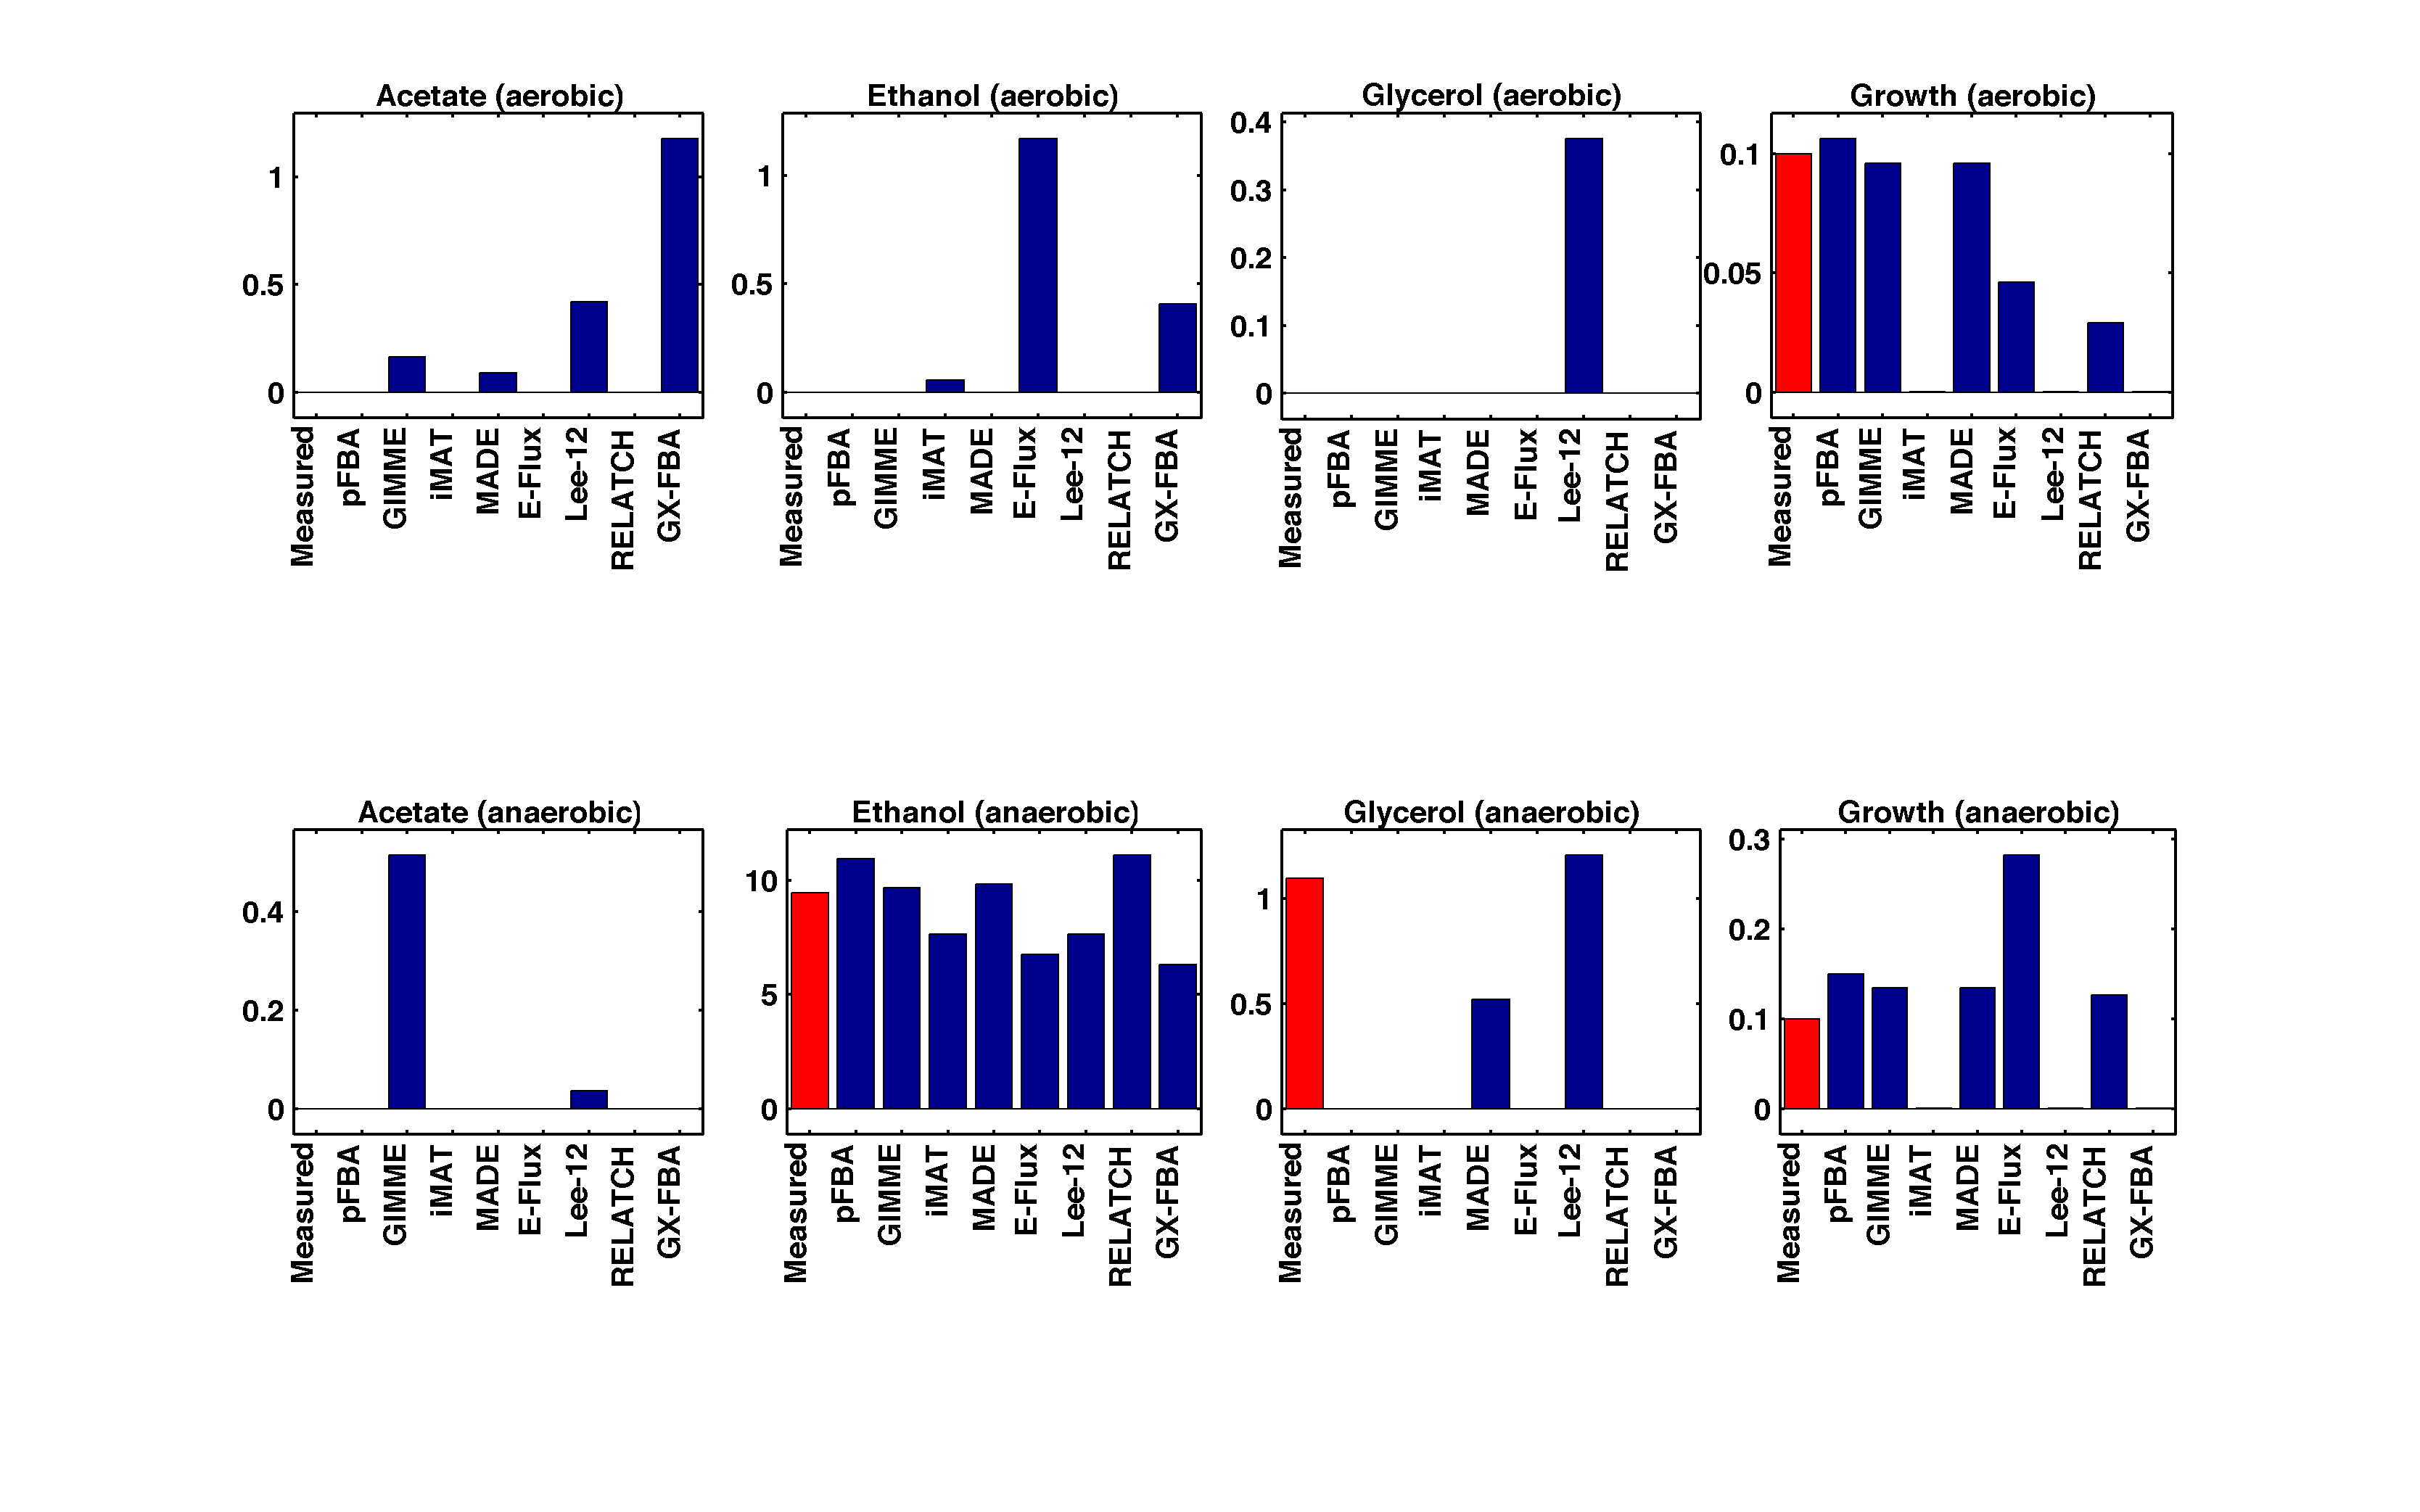 Acetate (aerobic)
1
0.5
0
Measured
pFBA
GIMME
iMAT
MADE
E-Flux
Lee-12
RELATCH
GX-FBA
Ethanol (aerobic)
1
0.5
0
Measured
pFBA
GIMME
iMAT
MADE
E-Flux
Lee-12
RELATCH
GX-FBA
Glycerol (aerobic)
0.4
0.3
0.2
0.1
0
Measured
pFBA
GIMME
iMAT
MADE
E-Flux
Lee-12
RELATCH
GX-FBA
Growth (aerobic)
0.1
0.05
0
Measured
pFBA
GIMME
iMAT
MADE
E-Flux
Lee-12
RELATCH
GX-FBA
Acetate (anaerobic)
0.4
0.2
0
Measured
pFBA
GIMME
iMAT
MADE
E-Flux
Lee-12
RELATCH
GX-FBA
Ethanol (anaerobic)
10
5
0
Measured
pFBA
GIMME
iMAT
MADE
E-Flux
Lee-12
RELATCH
GX-FBA
Glycerol (anaerobic)
1
0.5
0
Measured
pFBA
GIMME
iMAT
MADE
E-Flux
Lee-12
RELATCH
GX-FBA
Growth (anaerobic)
0.3
0.2
0.1
0
Measured
pFBA
GIMME
iMAT
MADE
E-Flux
Lee-12
RELATCH
GX-FBA